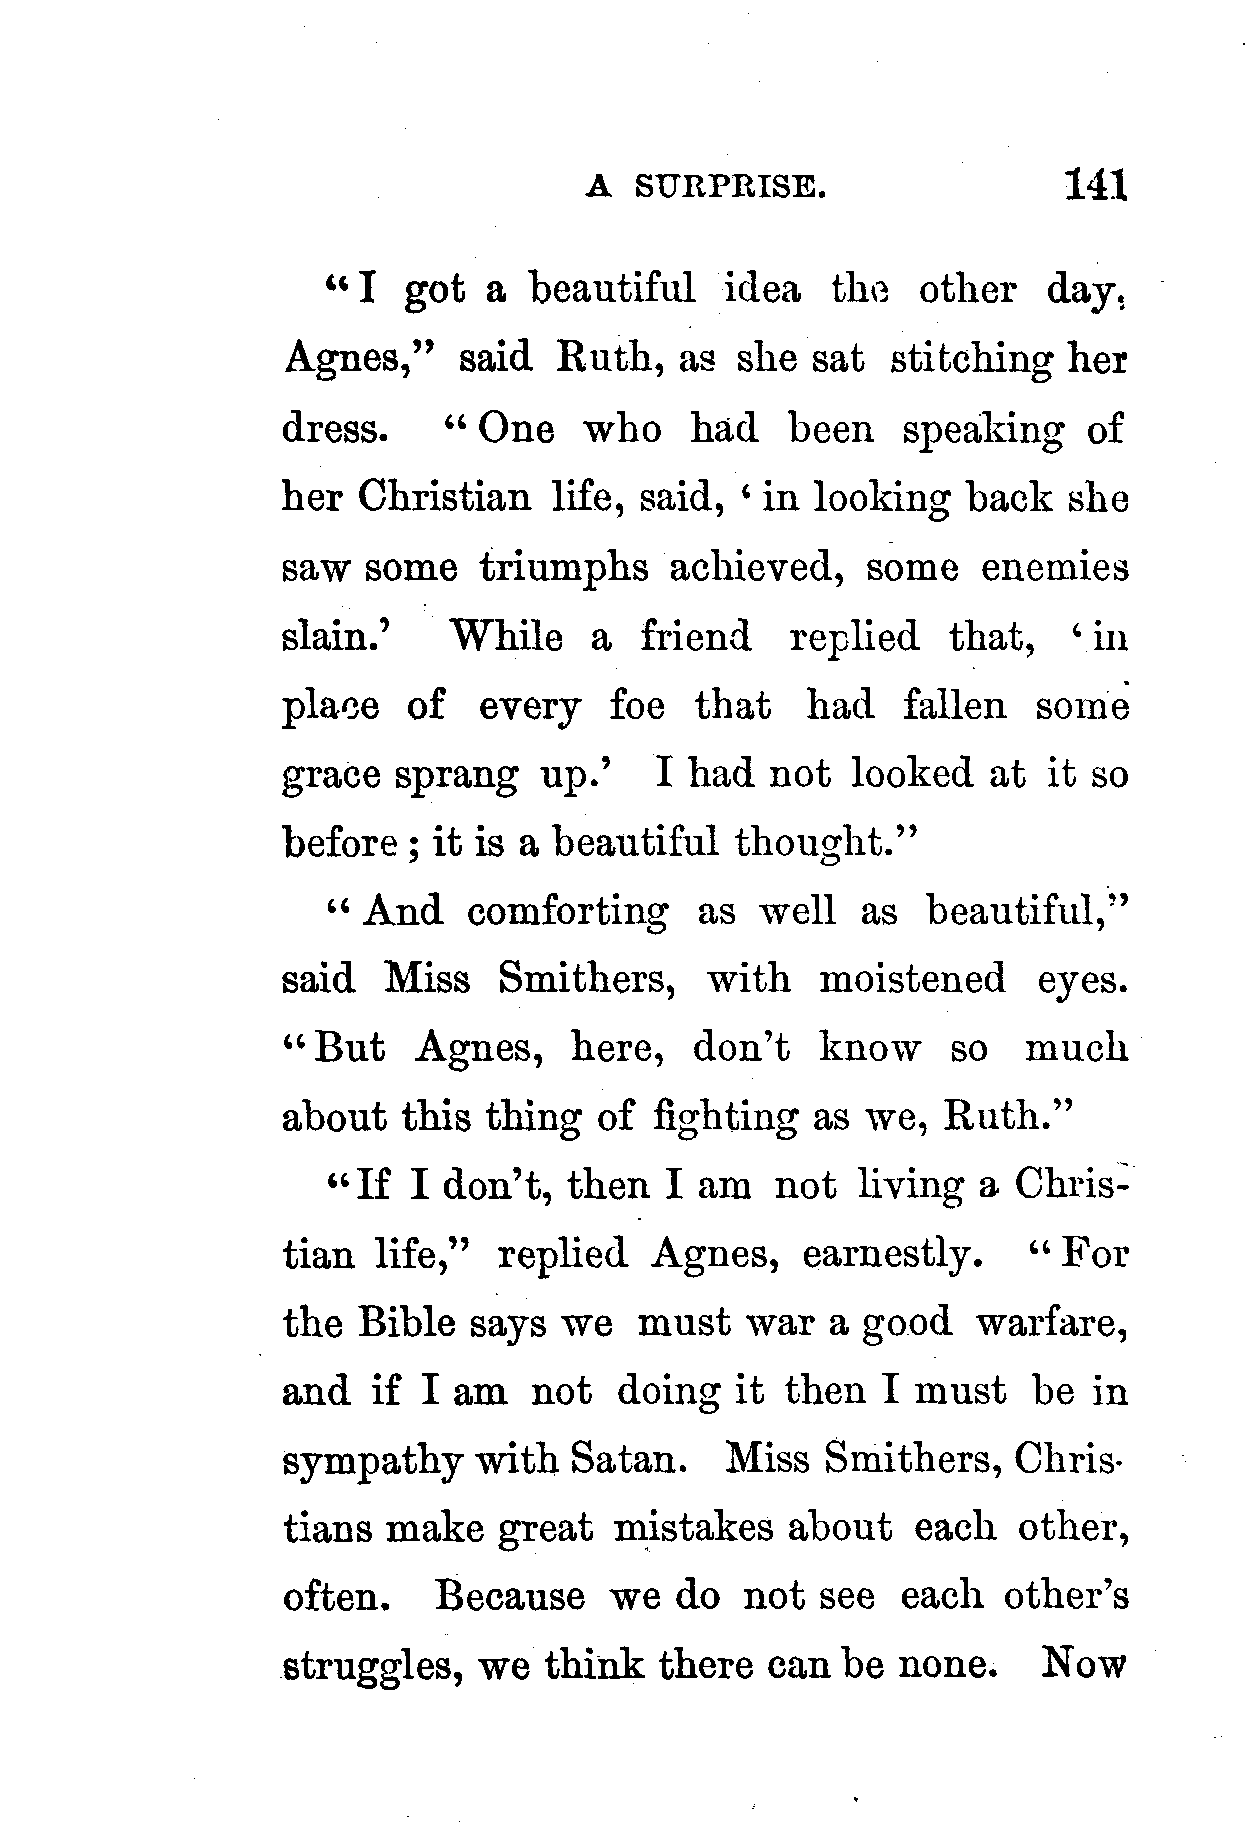 A SURPRISE. 141
“I got a beautiful idea the other day,
Agnes,” said Ruth, as she sat stitching her
dress. “One who had been speaking of
her Christian life, said, ‘in looking back she
saw some triumphs achieved, some enemies
slain.’ While a friend replied that, ‘in
place of every foe that had fallen some
grace sprang up.’ I had not looked at it so
before; it is a beautiful thought.”
“And comforting as well as beautiful,”
said Miss Smithers, with moistened eyes.
“But Agnes, here, don’t know so much
about this thing of fighting as we, Ruth.”
“If I don’t, then I am not living a Chris-
tian life,” replied Agnes, earnestly. “For
the Bible says we must war a good warfare,
and if I am not doing it then I must be in
sympathy with Satan. Miss Smithers, Chris-
tians make great mistakes about each other,
often. Because we do not see each other’s
struggles, we think there can be none. Now